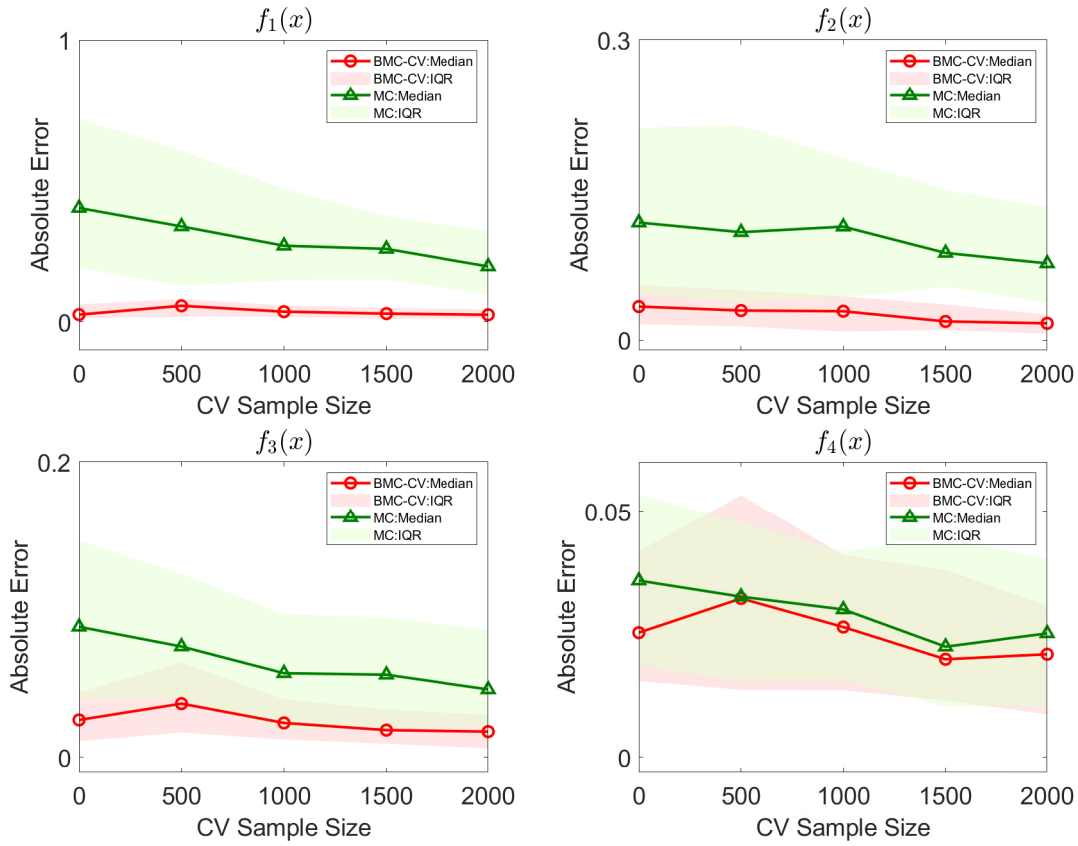 f₁(x)
1
0
Absolute Error
BMC-CV:Median
BMC-CV:IQR
MC:Median
MC:IQR
0 500 1000 1500 2000
CV Sample Size
f₂(x)
0.3
0
Absolute Error
BMC-CV:Median
BMC-CV:IQR
MC:Median
MC:IQR
0 500 1000 1500 2000
CV Sample Size
f₃(x)
0.2
0
Absolute Error
BMC-CV:Median
BMC-CV:IQR
MC:Median
MC:IQR
0 500 1000 1500 2000
CV Sample Size
f₄(x)
0.05
0
Absolute Error
BMC-CV:Median
BMC-CV:IQR
MC:Median
MC:IQR
0 500 1000 1500 2000
CV Sample Size